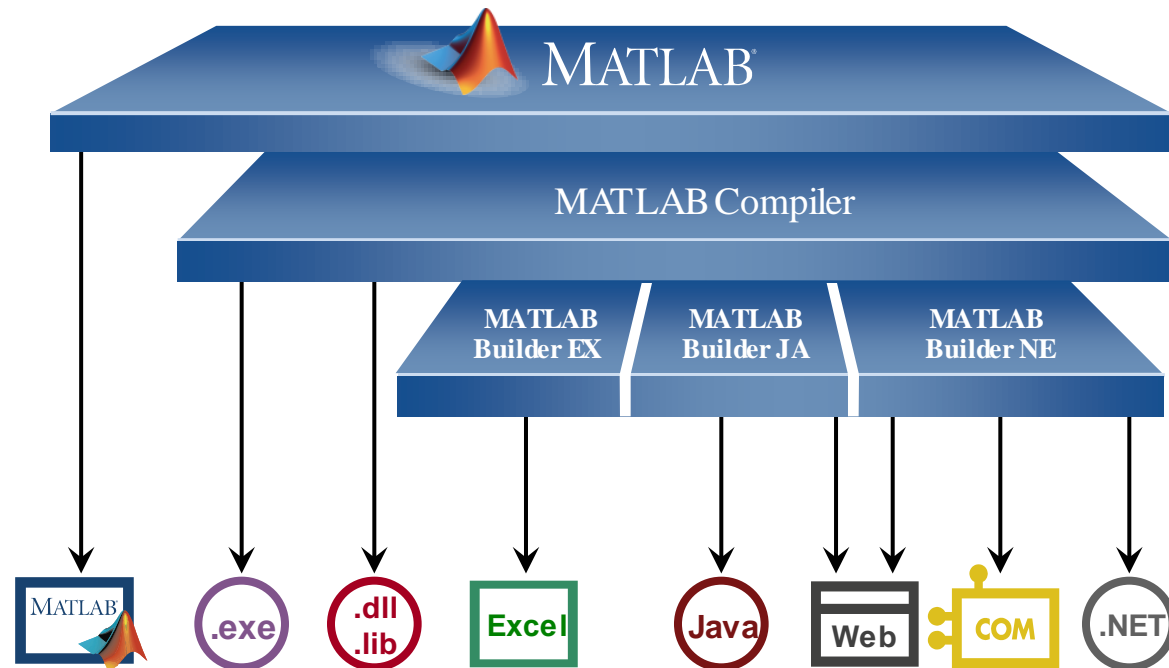 MATLAB®
MATLAB Compiler
MATLAB
Builder EX
MATLAB
Builder JA
MATLAB
Builder NE
MATLAB®
.exe
.dll
.lib
Excel
Java
Web
COM
.NET